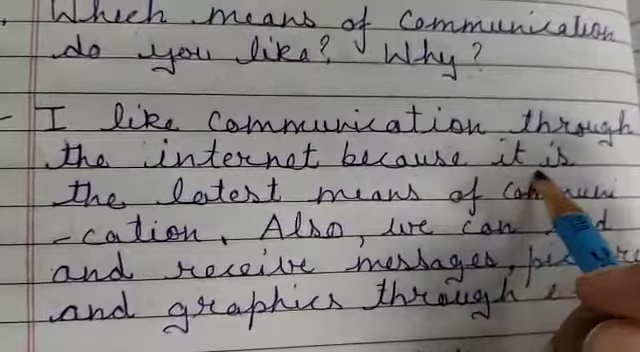 Which means of communication
do you like? Why?
- I like communication through
the internet because it is
the latest means of communi
-cation. Also, we can
and receive messages,
and graphics through